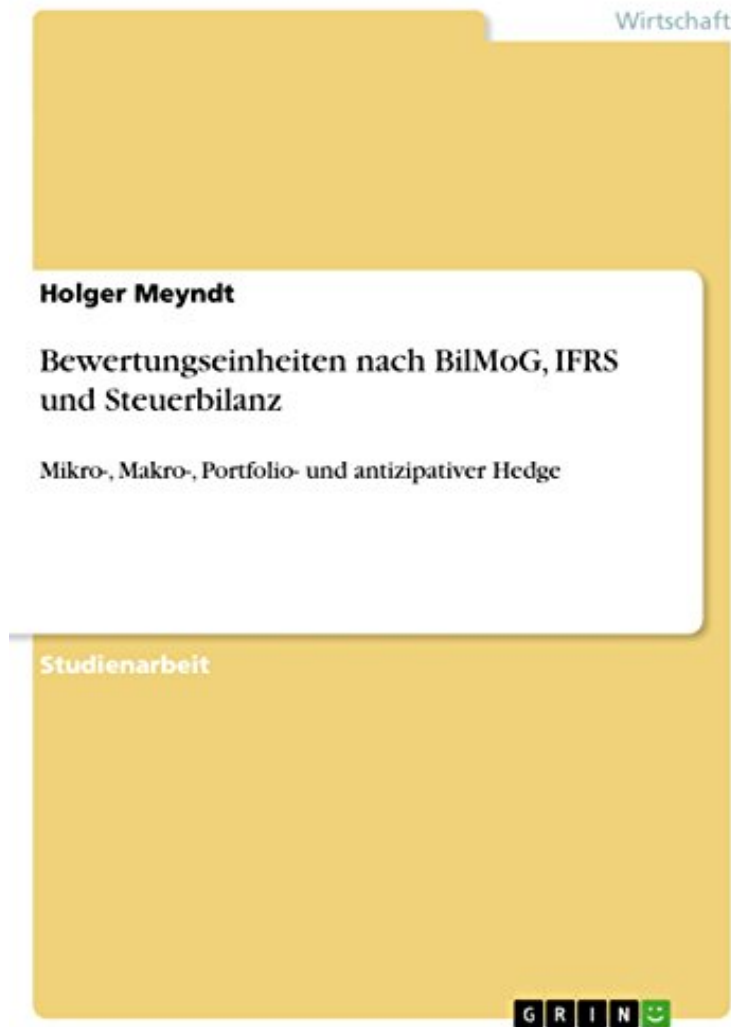 Wirtschaft
Holger Meyndt
Bewertungseinheiten nach BilMoG, IFRS
und Steuerbilanz
Mikro-, Makro-, Portfolio- und antizipativer Hedge
Studienarbeit
GRIN